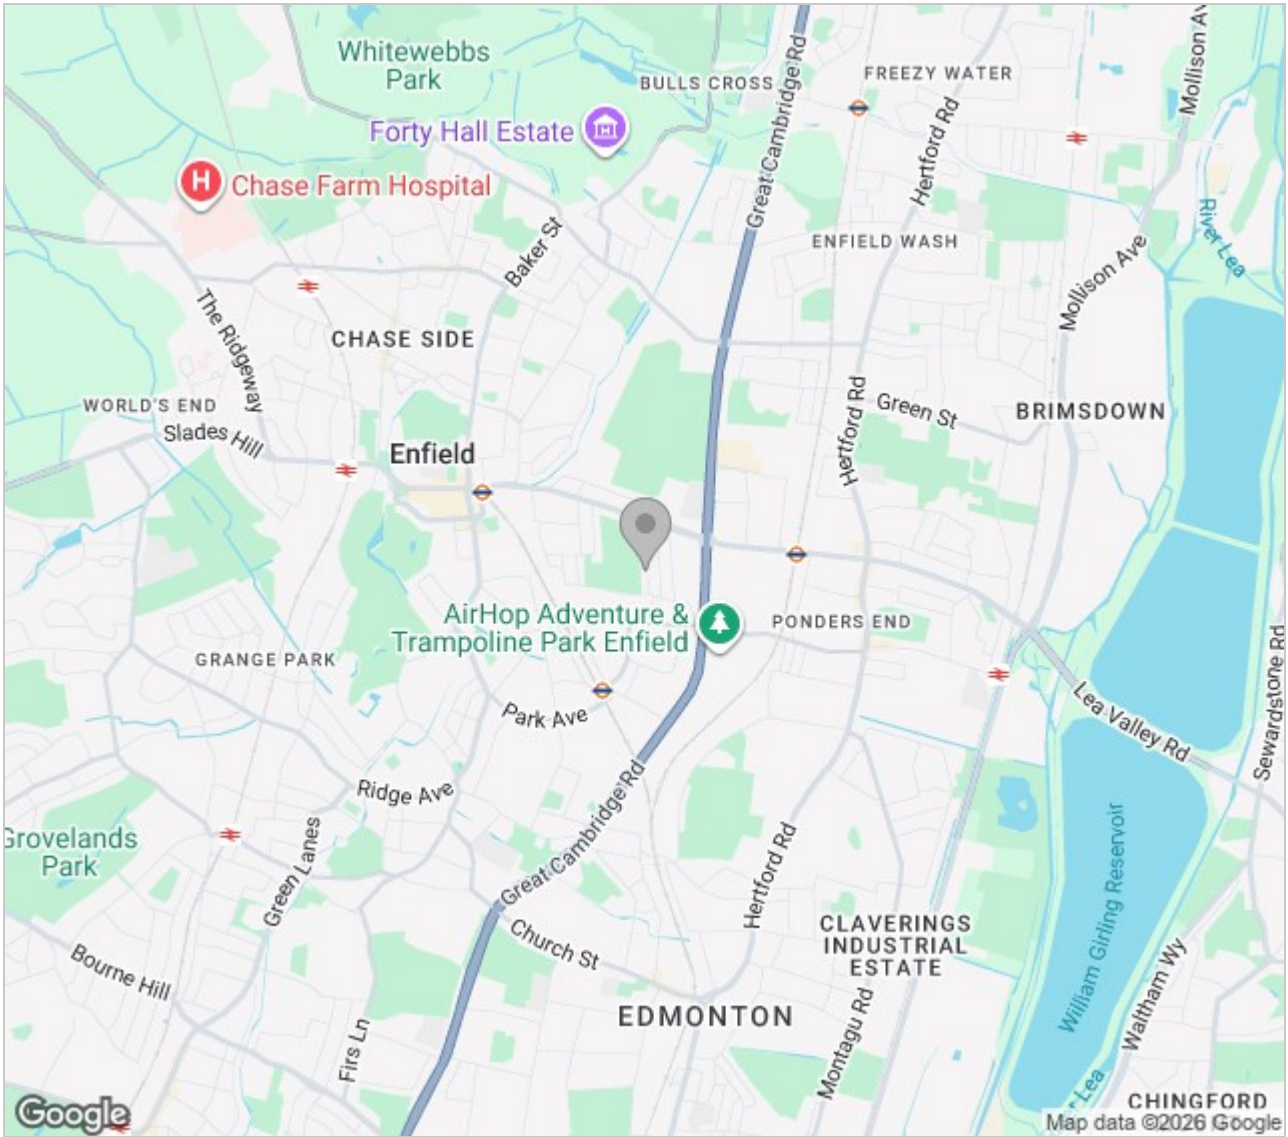 Whitewebbs
Park
BULLS CROSS
FREEZY WATER
Mollison Av
Great Cambridge Rd
Hertford Rd
Forty Hall Estate
Chase Farm Hospital
H
River Lea
Baker St
ENFIELD WASH
Mollison Ave
The Ridgeway
CHASE SIDE
WORLD'S END
Slades Hill
Enfield
Hertford Rd
Green St
BRIMSDOWN
AirHop Adventure &
Trampoline Park Enfield
PONDERS END
GRANGE PARK
Park Ave
Lea Valley Rd
Sewardstone Rd
Ridge Ave
Great Cambridge Rd
Grovelands
Park
Green Lanes
Hertford Rd
William Girling Reservoir
Church St
CLAVERINGS
INDUSTRIAL
ESTATE
Bourne Hill
Waltham Wy
EDMONTON
Firs Ln
Montagu Rd
r Lea
CHINGFORD
Google
Map data ©2026 Google